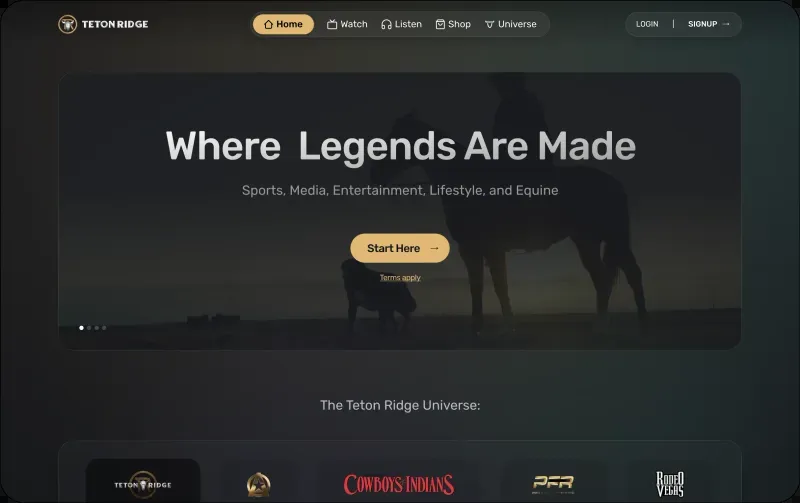 TETON RIDGE
Home
Watch
Listen
Shop
Universe
LOGIN | SIGNUP →
Where Legends Are Made
Sports, Media, Entertainment, Lifestyle, and Equine
Start Here →
Terms apply
The Teton Ridge Universe:
TETON RIDGE
COWBOYS & INDIANS
PFR
RODEO
VEGAS